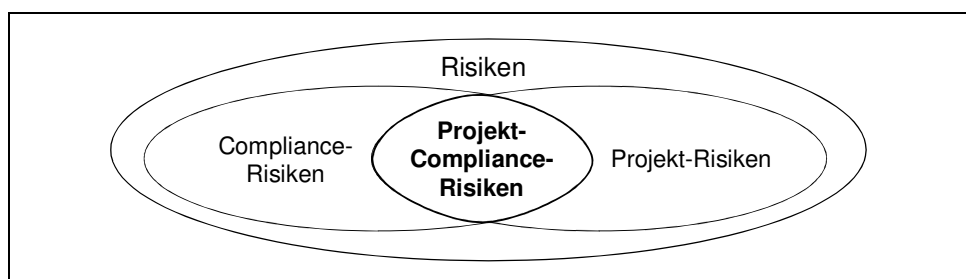 Risiken
Compliance-
Risiken
Projekt-
Compliance-
Risiken
Projekt-Risiken